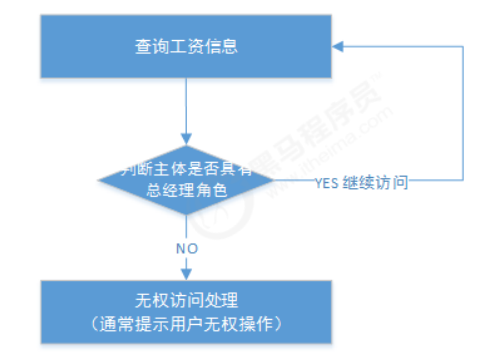 查询工资信息
判断主体是否具有
总经理角色
YES 继续访问
NO
无权访问处理
（通常提示用户无权操作）
黑马程序员™
www.itheima.com